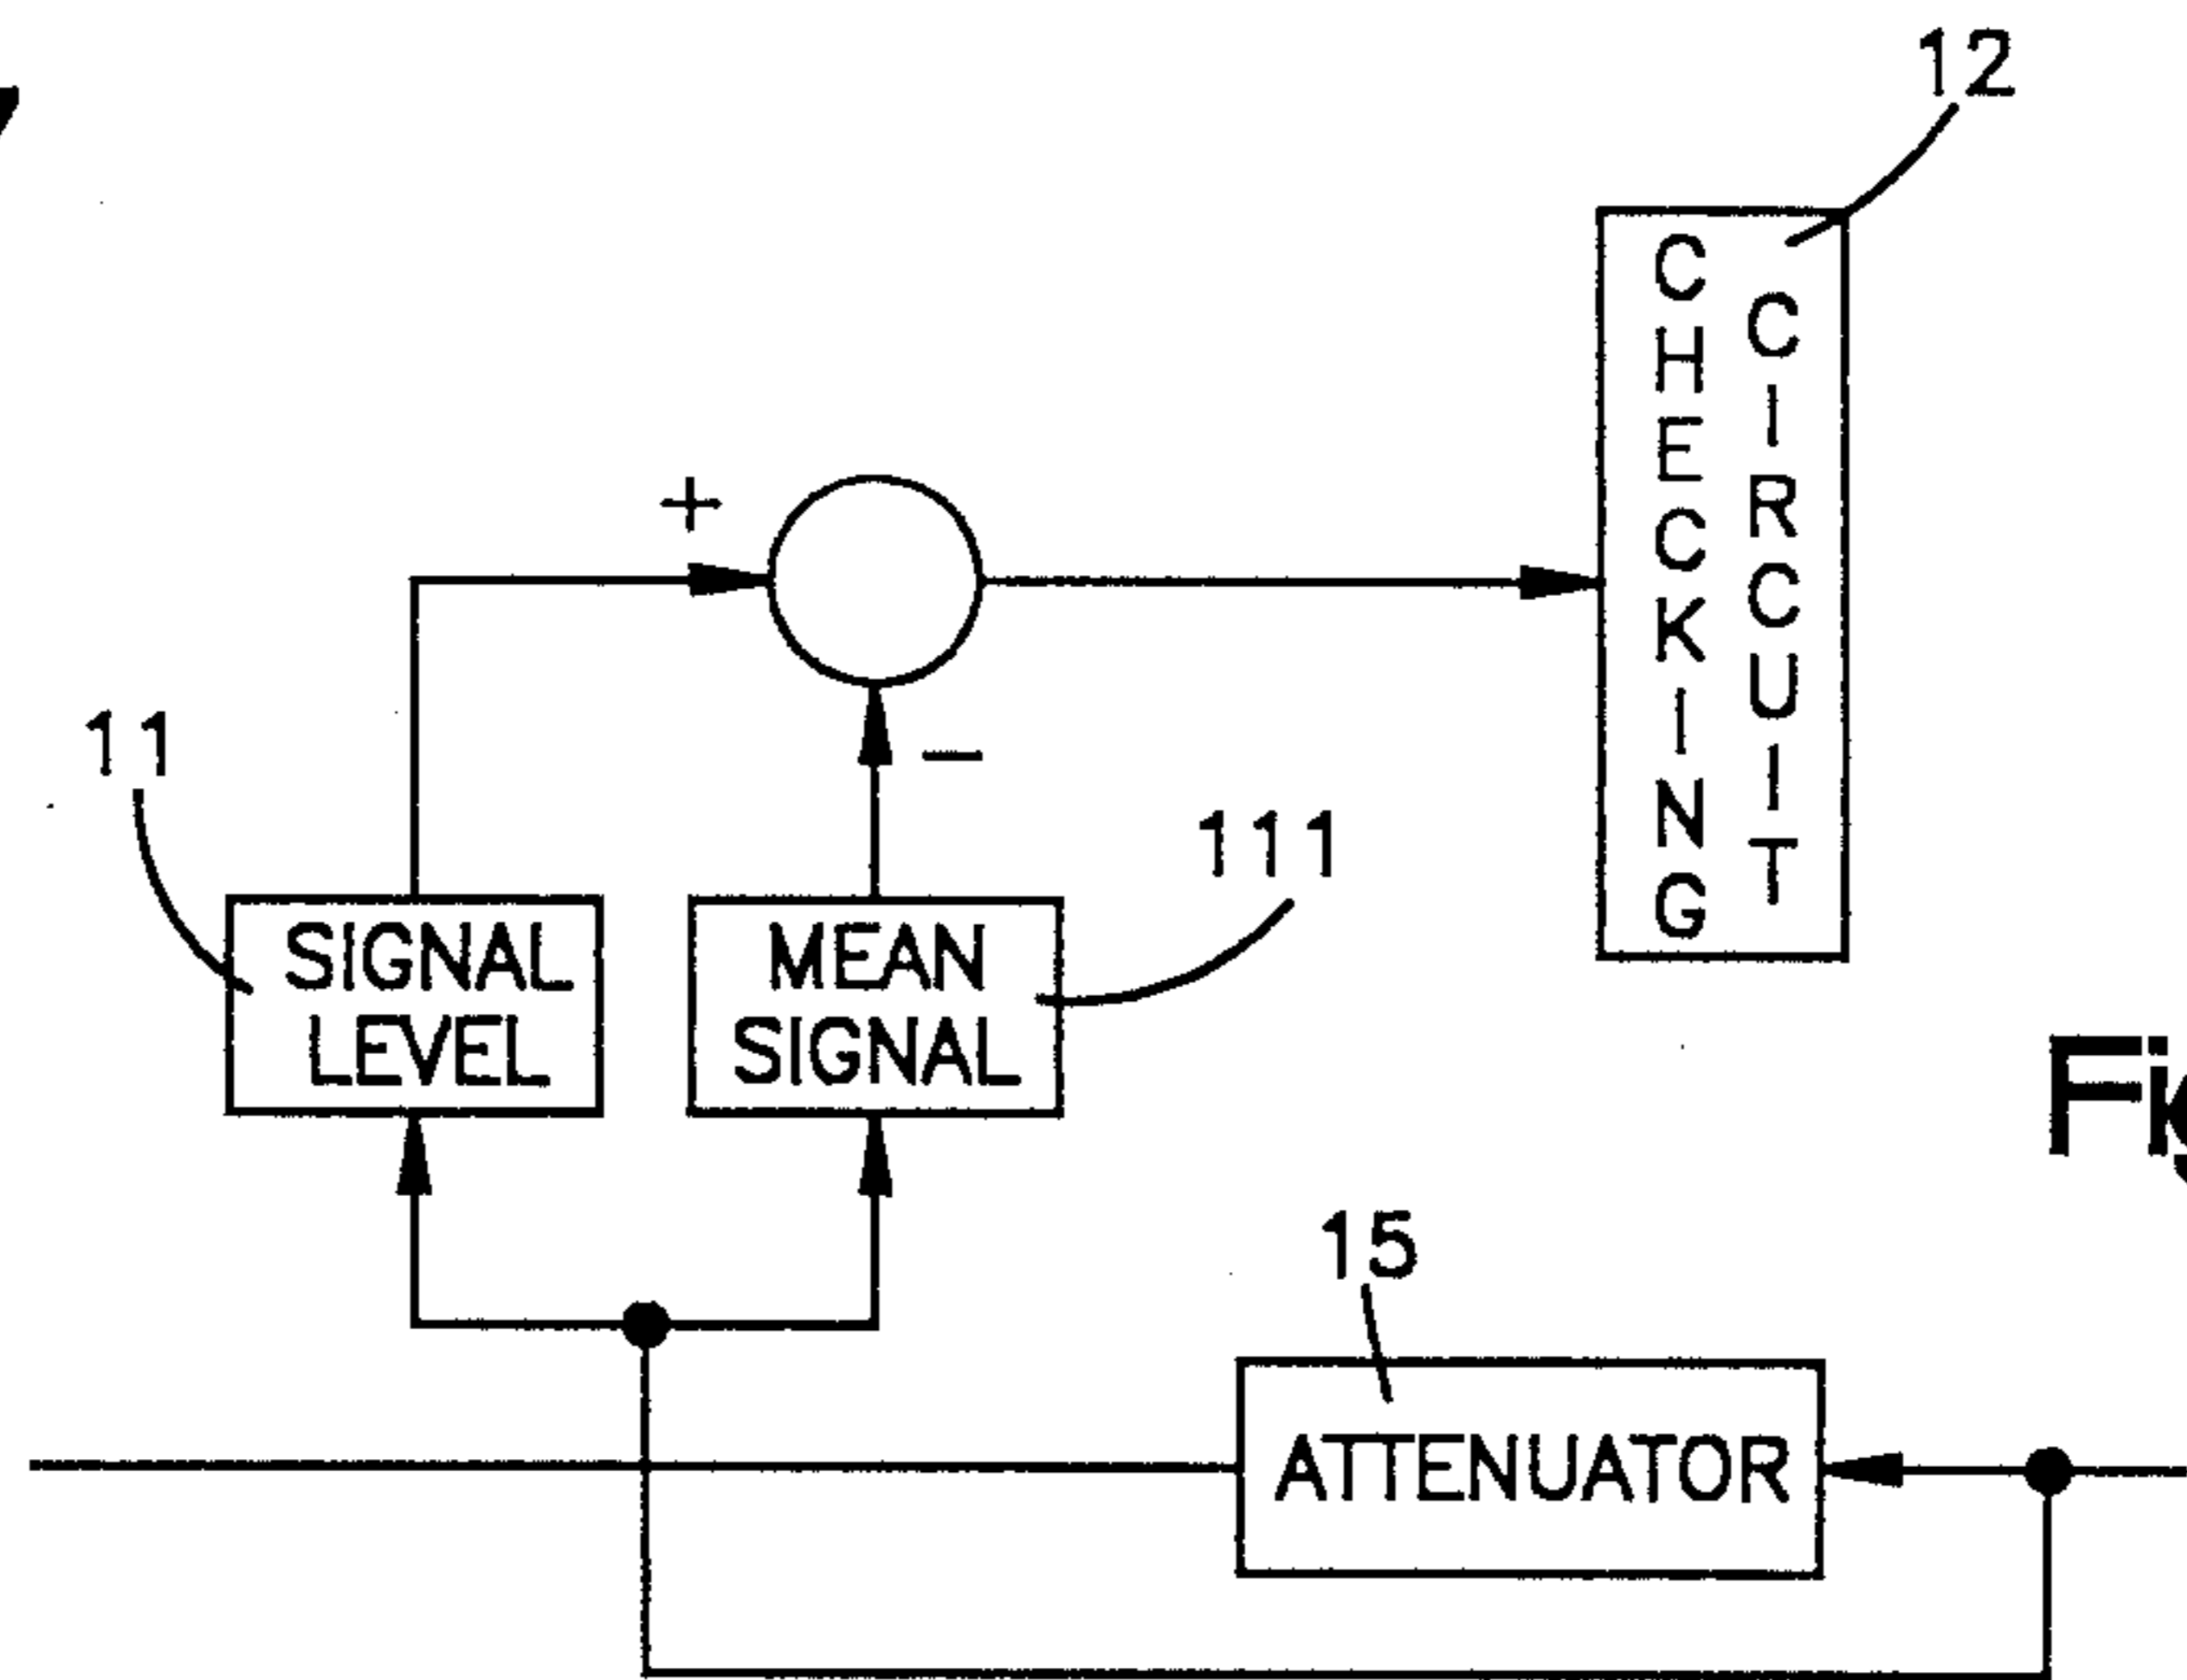 12
CHECKING
CIRCUIT
+
11
−
111
SIGNAL
LEVEL
MEAN
SIGNAL
15
ATTENUATOR